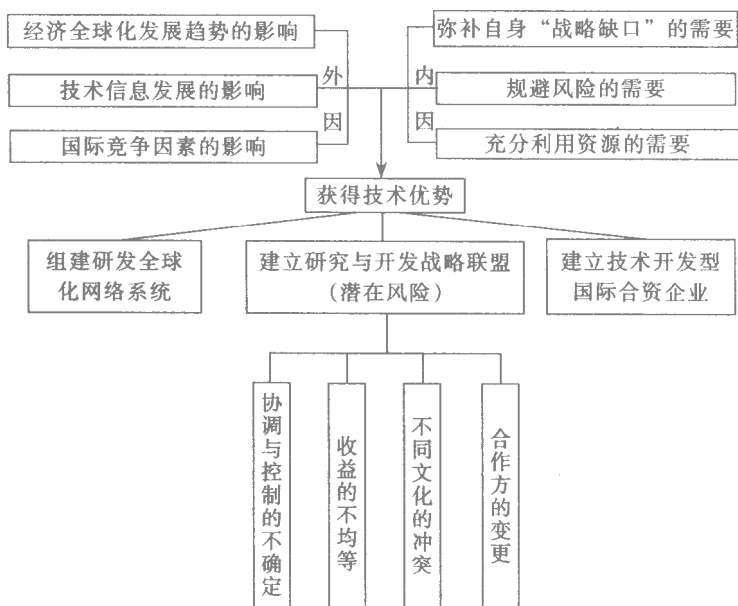 经济全球化发展趋势的影响
弥补自身“战略缺口”的需要
外
内
技术信息发展的影响
规避风险的需要
因
因
国际竞争因素的影响
充分利用资源的需要
获得技术优势
组建研发全球
化网络系统
建立研究与开发战略联盟
(潜在风险)
建立技术开发型
国际合资企业
协调与控制的不确定
收益的不均等
不同文化的冲突
合作方的变更